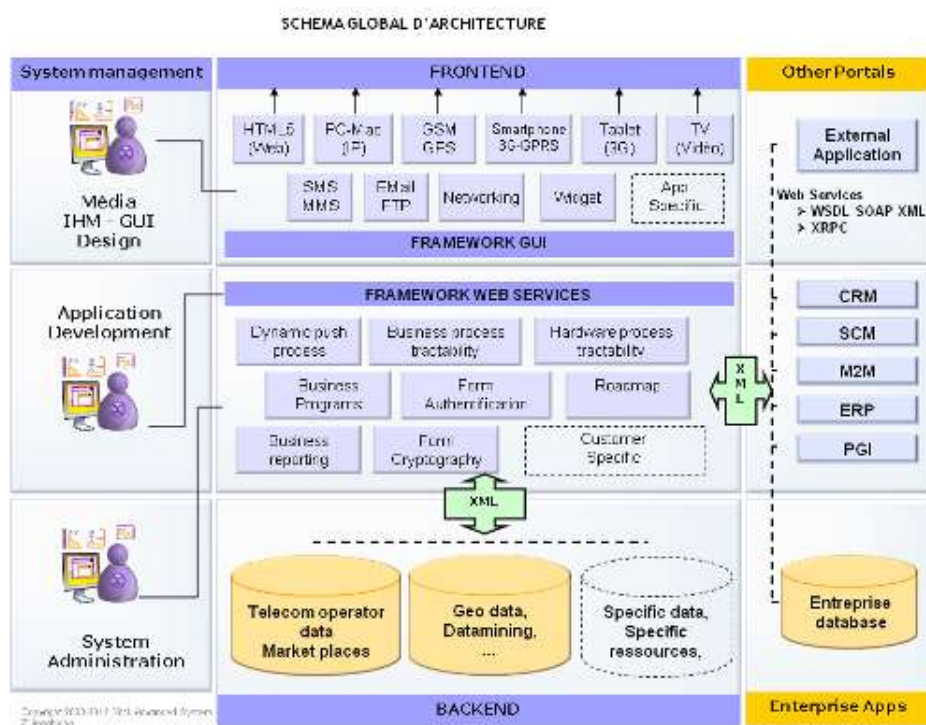 SCHEMA GLOBAL D'ARCHITECTURE
System management
FRONTEND
Other Portals
HTML5
(Web)
PC-Mac
(IP)
GSM
GPS
Smartphone
3G-GPRS
Tablet
(3G)
TV
(Vidéo)
External
Application
SMS
MMS
EMail
FTP
Networking
Widget
App
Specific
Média
IHM - GUI
Design
Web Services
➢ WSDL SOAP XML
➢ XRPC
FRAMEWORK GUI
Application
Development
FRAMEWORK WEB SERVICES
Dynamic push
process
Business process
tractability
Hardware process
tractability
Business
Programs
Form
Authentification
Roadmap
Business
reporting
Form
Cryptography
Customer
Specific
XML
XML
CRM
SCM
M2M
ERP
PGI
System
Administration
Telecom operator
data
Market places
Geo data,
Datamining,
...
Specific data,
Specific
ressources,
Entreprise
database
BACKEND
Enterprise Apps
Copyright Advanced System